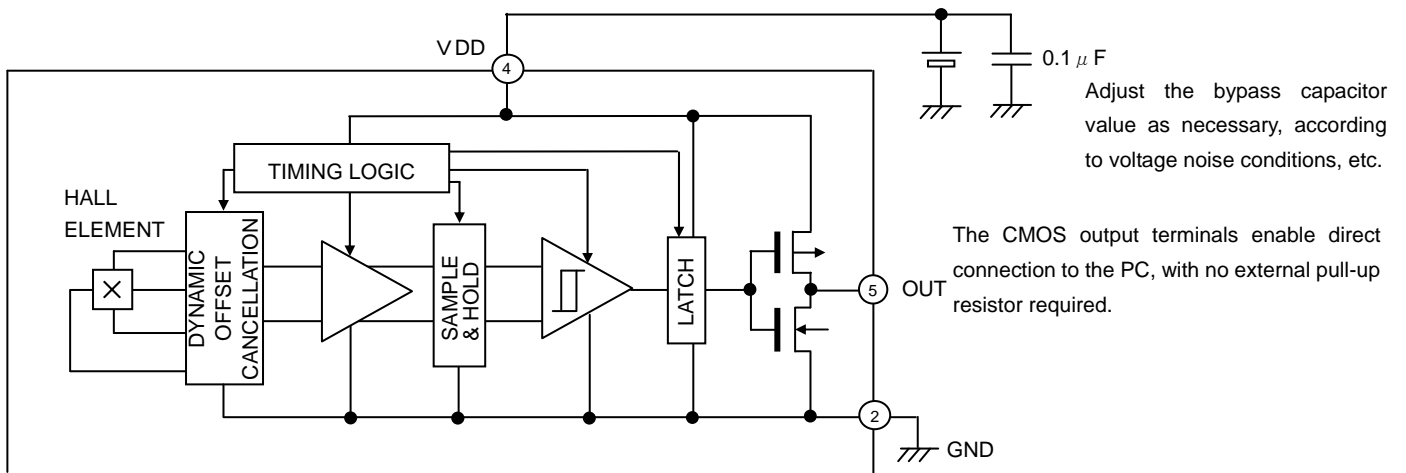 VDD
4
0.1 μ F
Adjust the bypass capacitor
value as necessary, according
to voltage noise conditions, etc.
TIMING LOGIC
HALL
ELEMENT
DYNAMIC
OFFSET
CANCELLATION
SAMPLE
& HOLD
LATCH
The CMOS output terminals enable direct
connection to the PC, with no external pull-up
resistor required.
5
OUT
2
GND